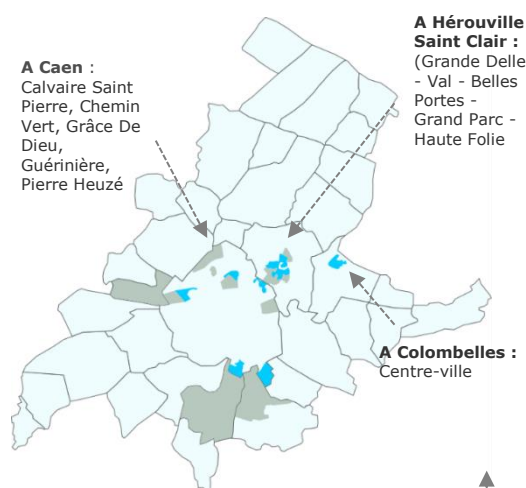 A Caen :
Calvaire Saint
Pierre, Chemin
Vert, Grâce De
Dieu,
Guérinière,
Pierre Heuzé
A Hérouville
Saint Clair :
(Grande Delle
- Val - Belles
Portes -
Grand Parc -
Haute Folie
A Colombelles :
Centre-ville